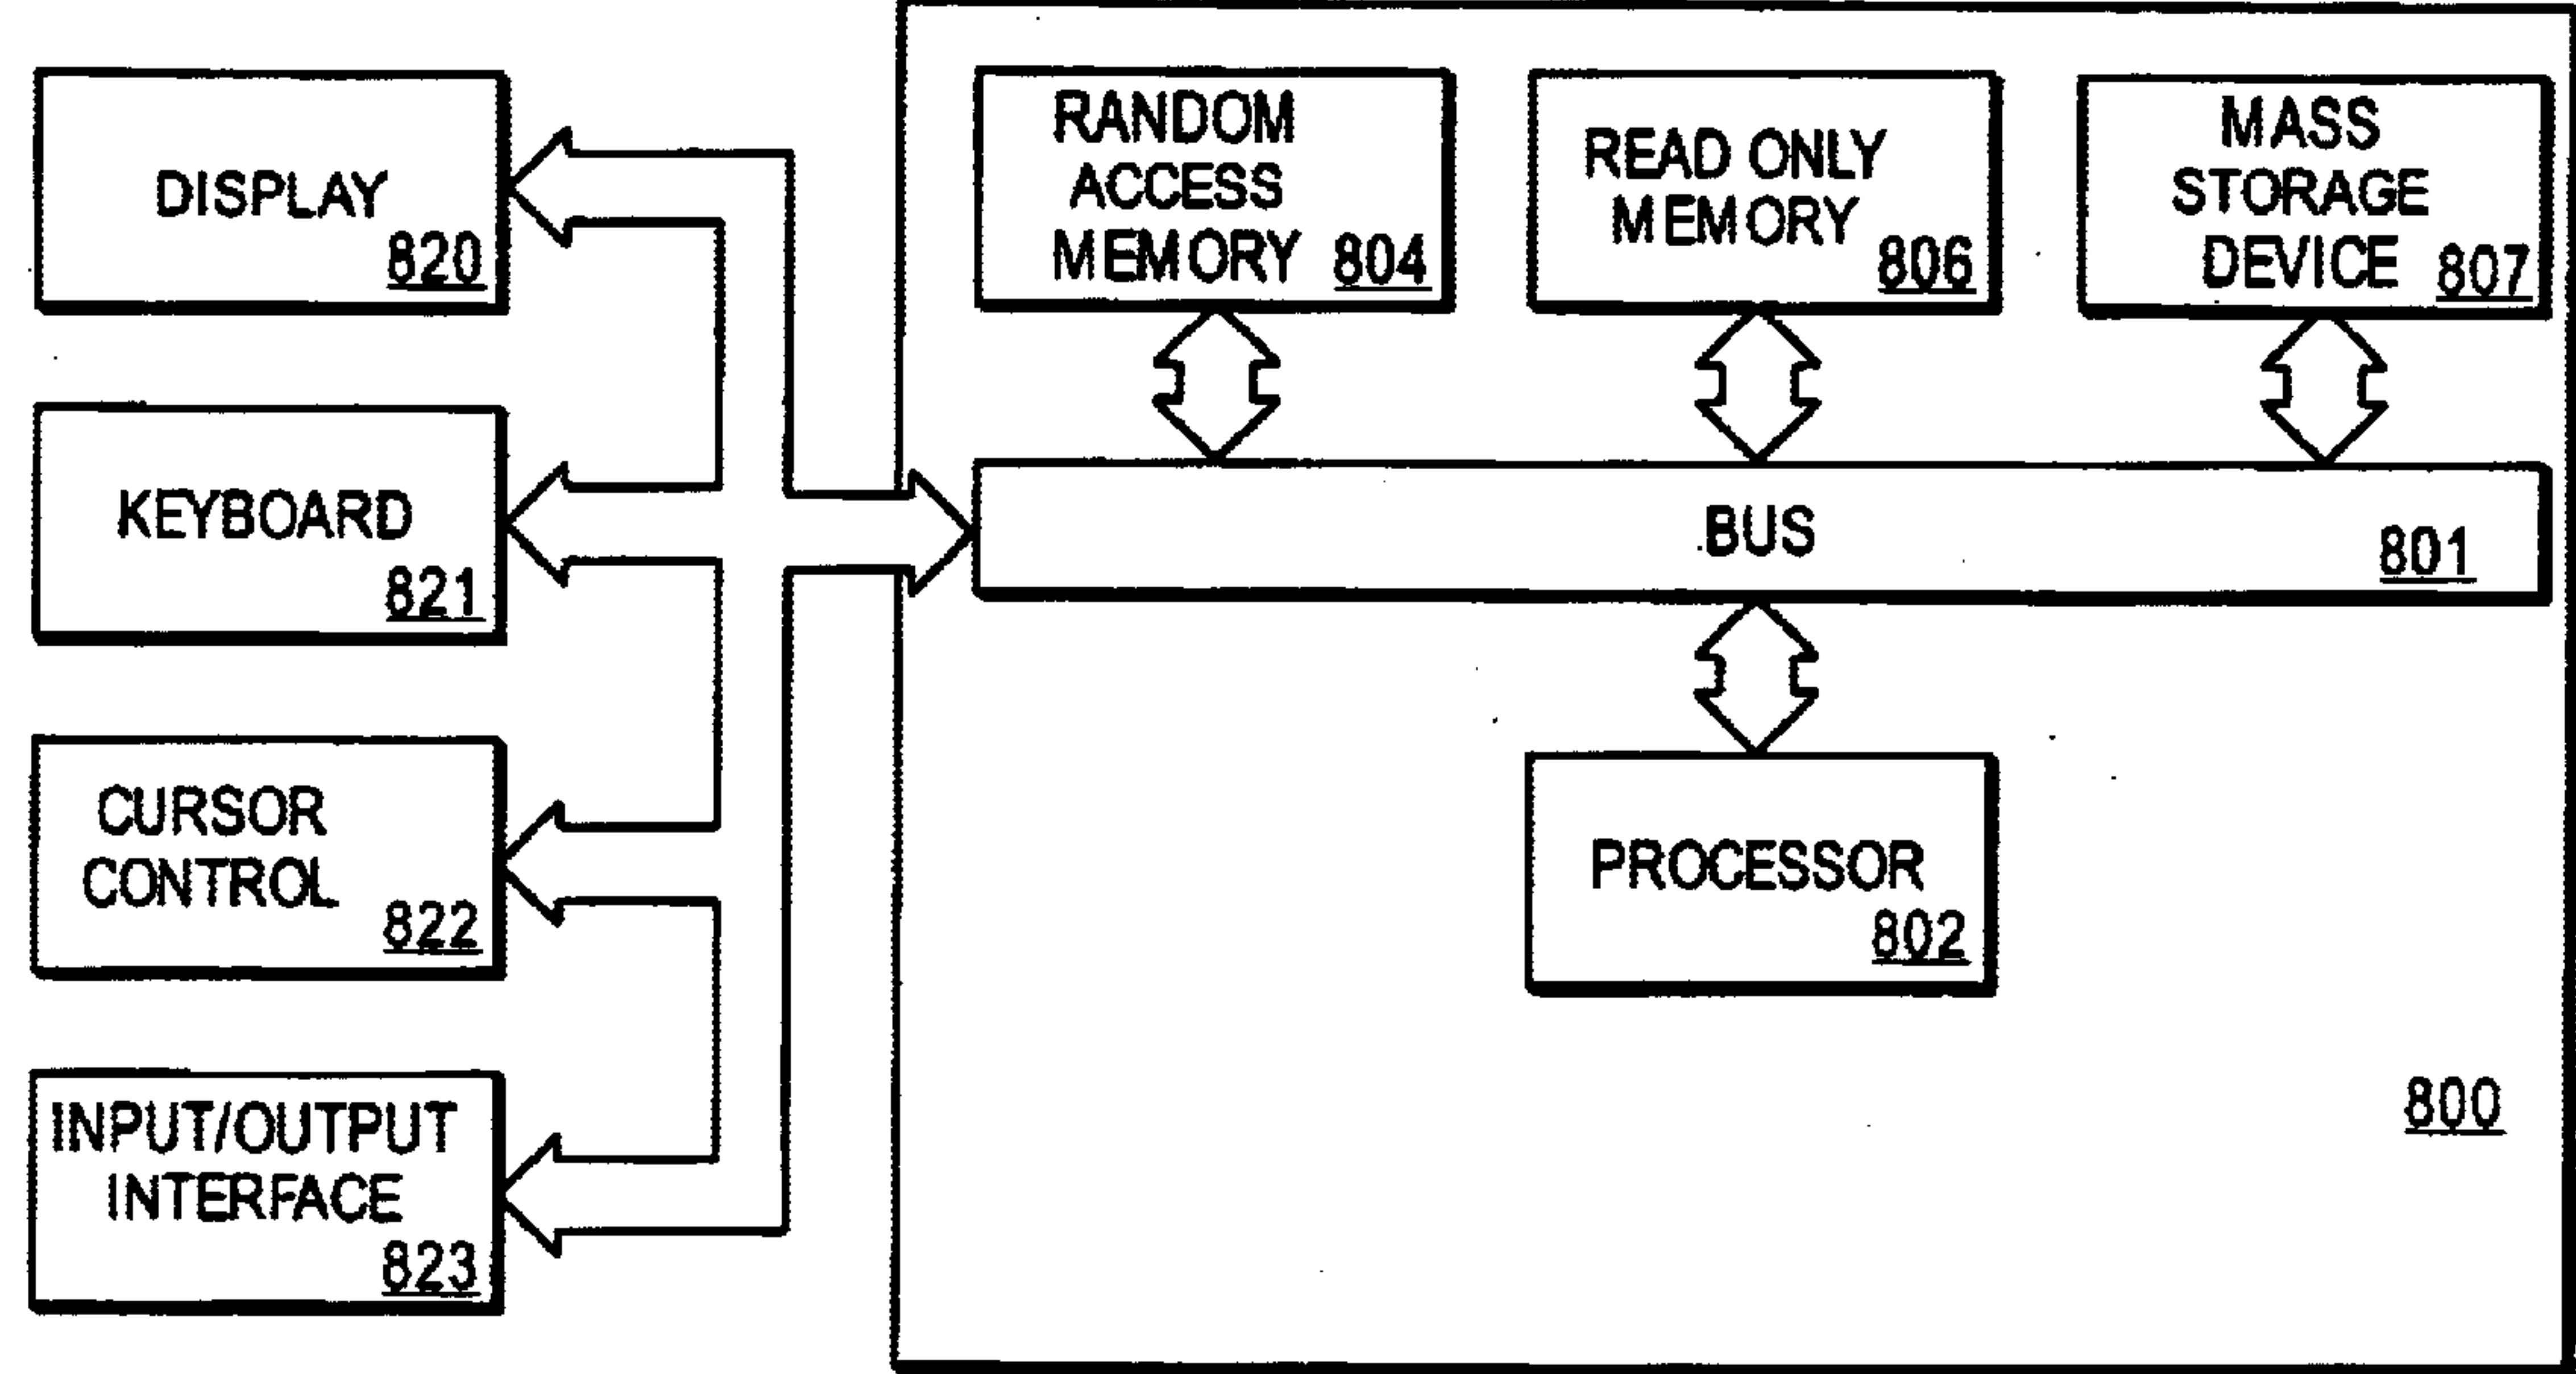 DISPLAY
820
KEYBOARD
821
CURSOR
CONTROL
822
INPUT/OUTPUT
INTERFACE
823
RANDOM
ACCESS
MEMORY 804
READ ONLY
MEMORY
806
MASS
STORAGE
DEVICE 807
BUS
801
PROCESSOR
802
800